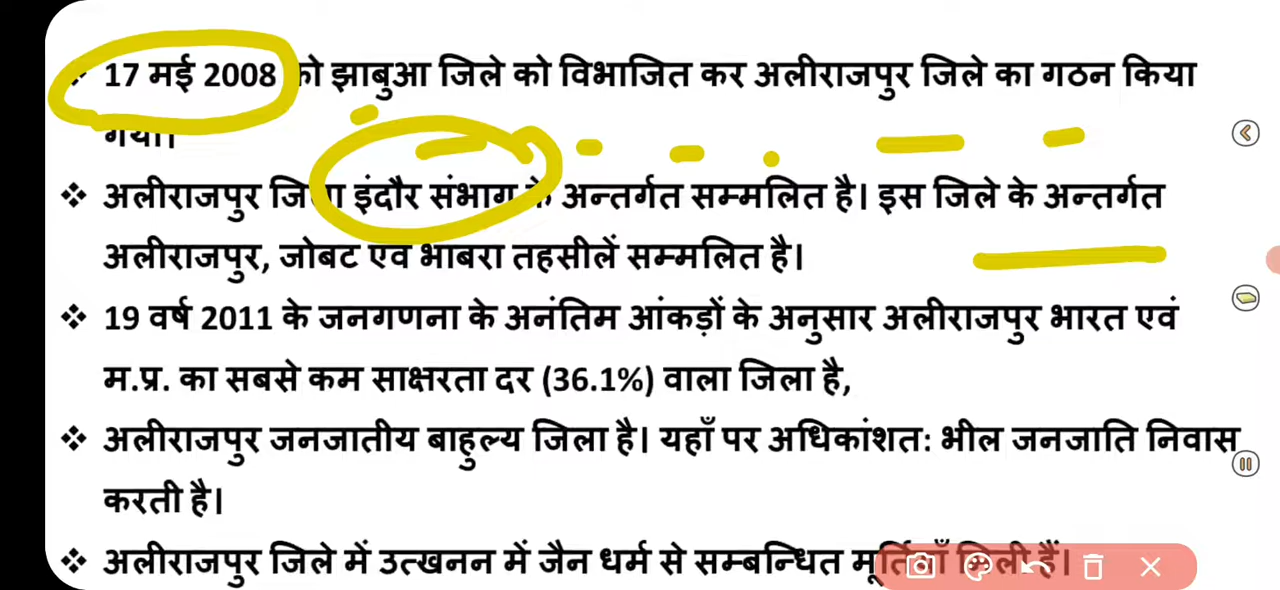 ❖ 17 मई 2008 को झाबुआ जिले को विभाजित कर अलीराजपुर जिले का गठन किया
गया।
❖ अलीराजपुर जिला इंदौर संभाग के अन्तर्गत सम्मलित है। इस जिले के अन्तर्गत
अलीराजपुर, जोबट एवं भाबरा तहसीलें सम्मलित है।
❖ 19 वर्ष 2011 के जनगणना के अनंतिम आंकड़ों के अनुसार अलीराजपुर भारत एवं
म.प्र. का सबसे कम साक्षरता दर (36.1%) वाला जिला है,
❖ अलीराजपुर जनजातीय बाहुल्य जिला है। यहाँ पर अधिकांशत: भील जनजाति निवास
करती है।
❖ अलीराजपुर जिले में उत्खनन में जैन धर्म से सम्बन्धित मूर्तियाँ मिली हैं।